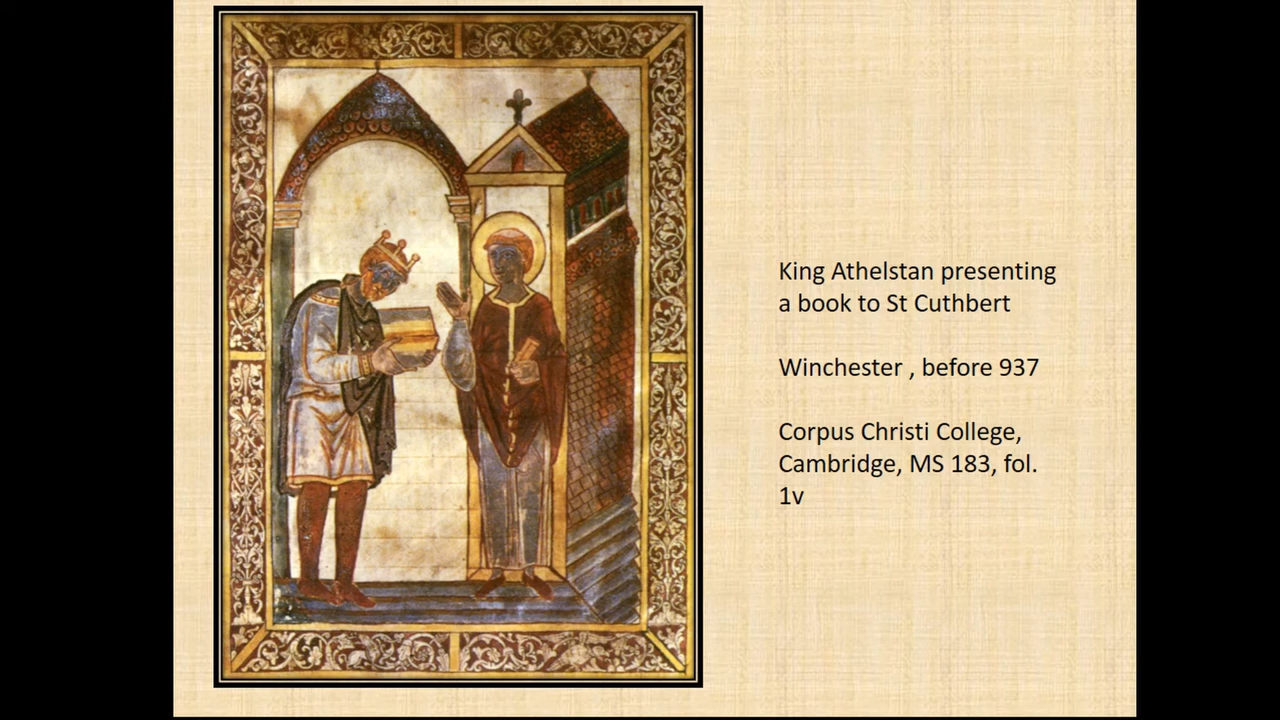 King Athelstan presenting
a book to St Cuthbert
Winchester , before 937
Corpus Christi College,
Cambridge, MS 183, fol.
1v